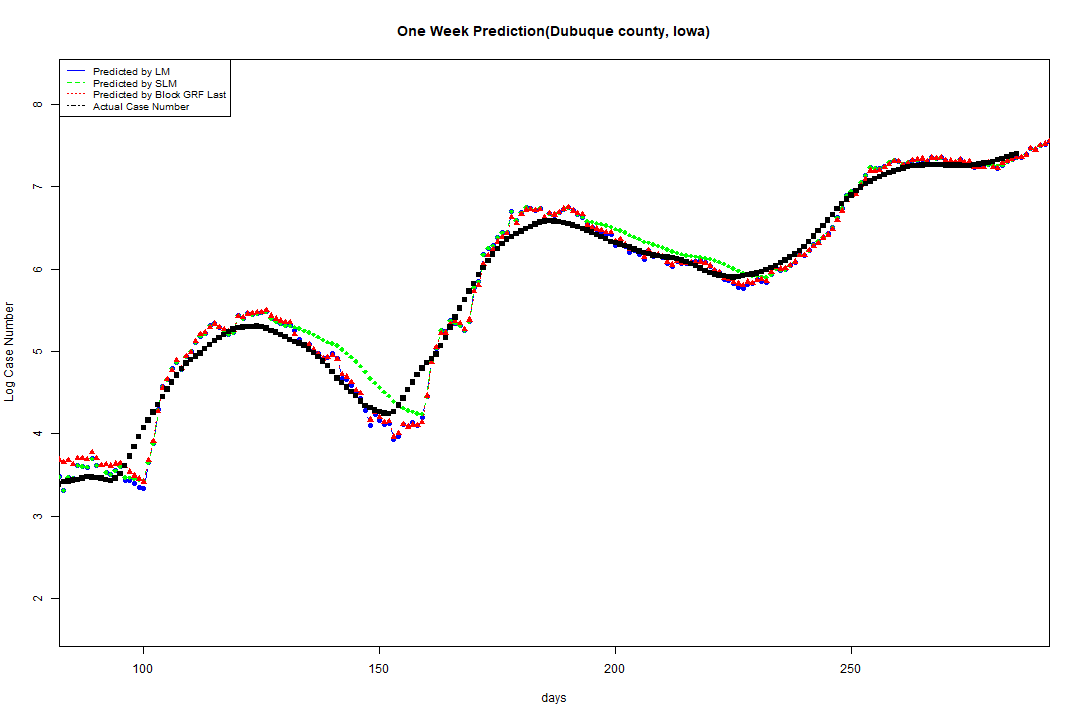 One Week Prediction(Dubuque county, Iowa)
Predicted by LM
Predicted by SLM
Predicted by Block GRF Last
Actual Case Number
8
7
6
5
4
3
2
Log Case Number
100 150 200 250
days